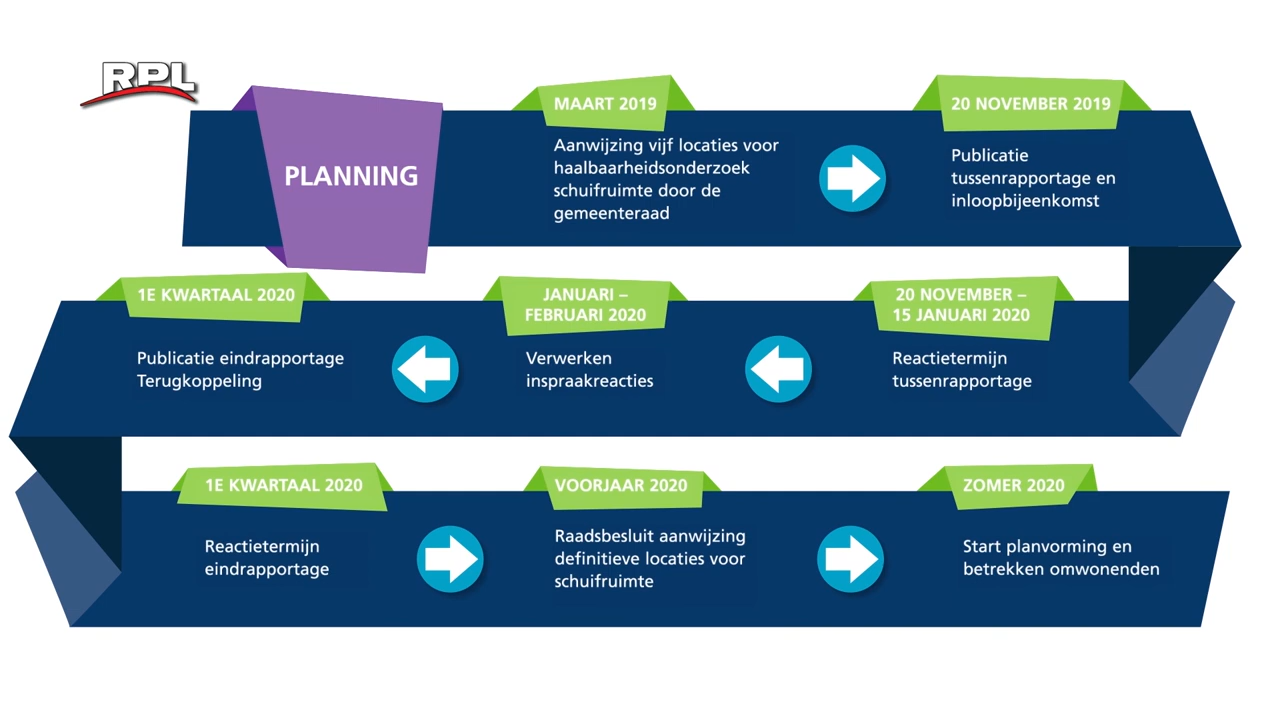 RPL
PLANNING
MAART 2019
Aanwijzing vijf locaties voor
haalbaarheidsonderzoek
schuifruimte door de
gemeenteraad
20 NOVEMBER 2019
Publicatie
tussenrapportage en
inloopbijeenkomst
20 NOVEMBER –
15 JANUARI 2020
Reactietermijn
tussenrapportage
JANUARI –
FEBRUARI 2020
Verwerken
inspraakreacties
1E KWARTAAL 2020
Publicatie eindrapportage
Terugkoppeling
1E KWARTAAL 2020
Reactietermijn
eindrapportage
VOORJAAR 2020
Raadsbesluit aanwijzing
definitieve locaties voor
schuifruimte
ZOMER 2020
Start planvorming en
betrekken omwonenden